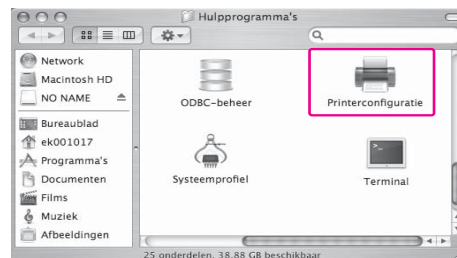 Hulpprogramma's
Network
Macintosh HD
NO NAME
Bureaublad
ek001017
Programma's
Documenten
Films
Muziek
Afbeeldingen
ODBC-beheer
Printerconfiguratie
Systeemprofiel
Terminal
25 onderdelen, 38,88 GB beschikbaar